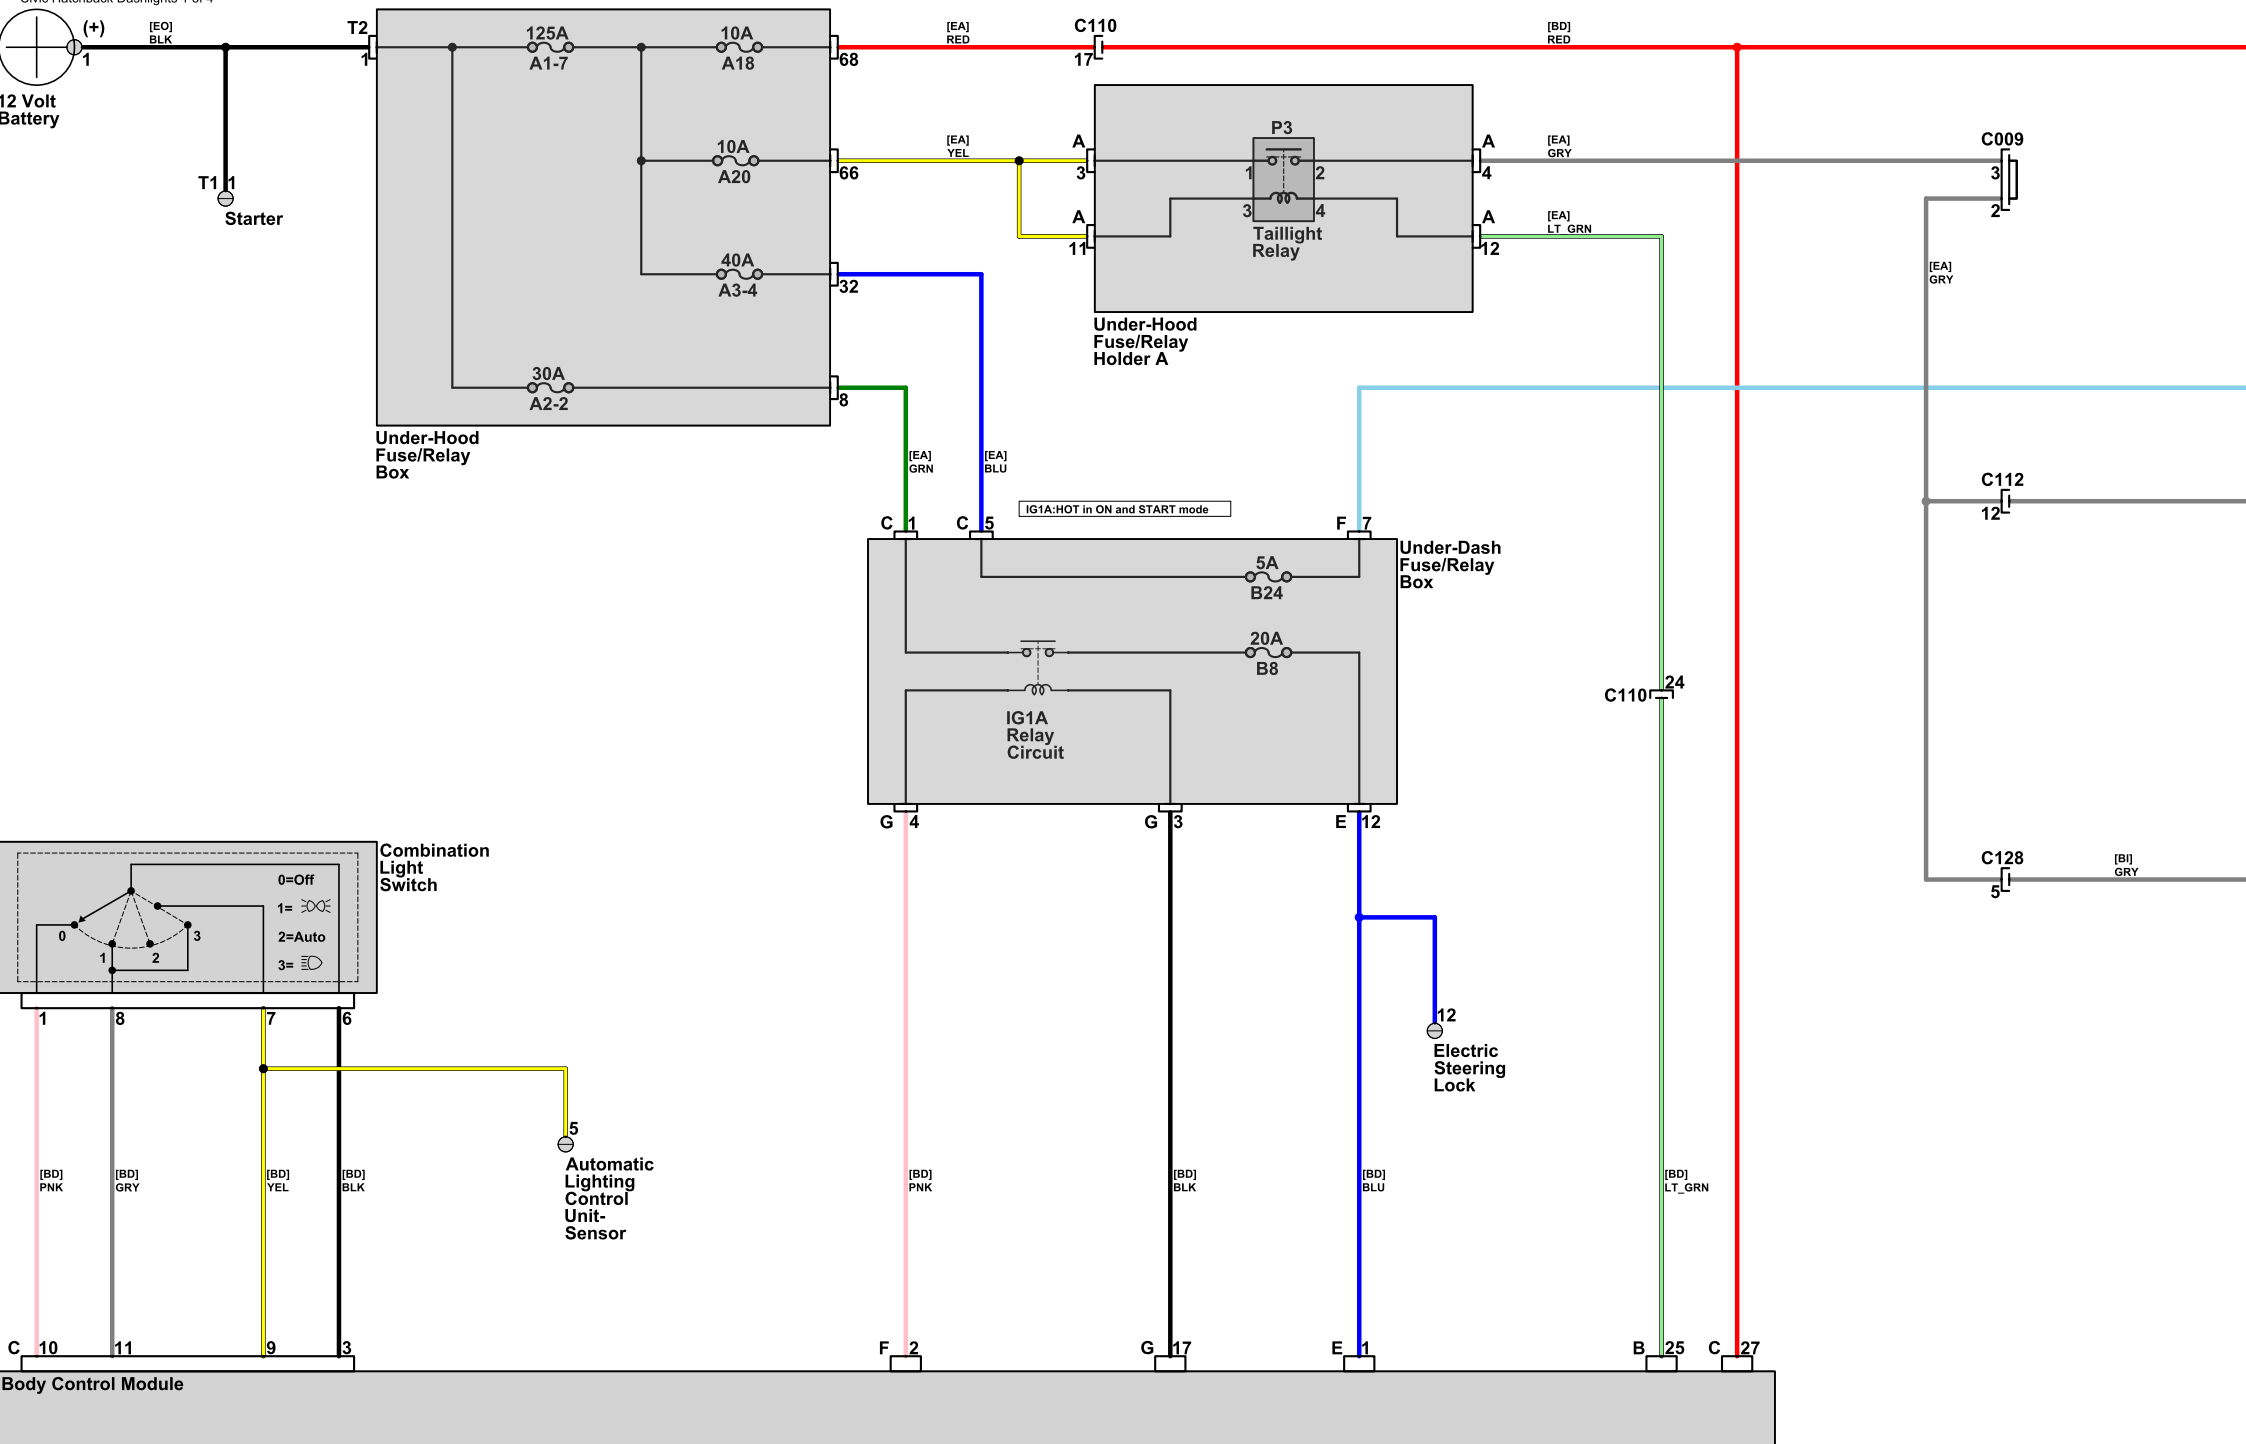 Civic Hatchback Dashlights 1 of 4
(+)
[EO]
BLK
1
12 Volt
Battery
T1 1
Starter
T2
1
125A
A1-7
10A
A18
68
10A
A20
66
40A
A3-4
32
30A
A2-2
8
Under-Hood
Fuse/Relay
Box
[EA]
RED
C110
17
[BD]
RED
[EA]
YEL
A
3
A
11
P3
1
2
3
4
Taillight
Relay
A
4
A
12
Under-Hood
Fuse/Relay
Holder A
[EA]
GRY
[EA]
LT_GRN
C009
3
2
[EA]
GRY
C112
12
C128
5
[BI]
GRY
[EA]
GRN
[EA]
BLU
IG1A:HOT in ON and START mode
C 1
C 5
F 7
Under-Dash
Fuse/Relay
Box
5A
B24
20A
B8
IG1A
Relay
Circuit
G 4
G 3
E 12
C110
24
12
Electric
Steering
Lock
Combination
Light
Switch
0=Off
1=
2=Auto
3=
0
1
2
3
1
8
7
6
5
Automatic
Lighting
Control
Unit-
Sensor
[BD]
PNK
[BD]
GRY
[BD]
YEL
[BD]
BLK
[BD]
PNK
[BD]
BLK
[BD]
BLU
[BD]
LT_GRN
C 10
11
9
3
F 2
G 17
E 1
B 25
C 27
Body Control Module